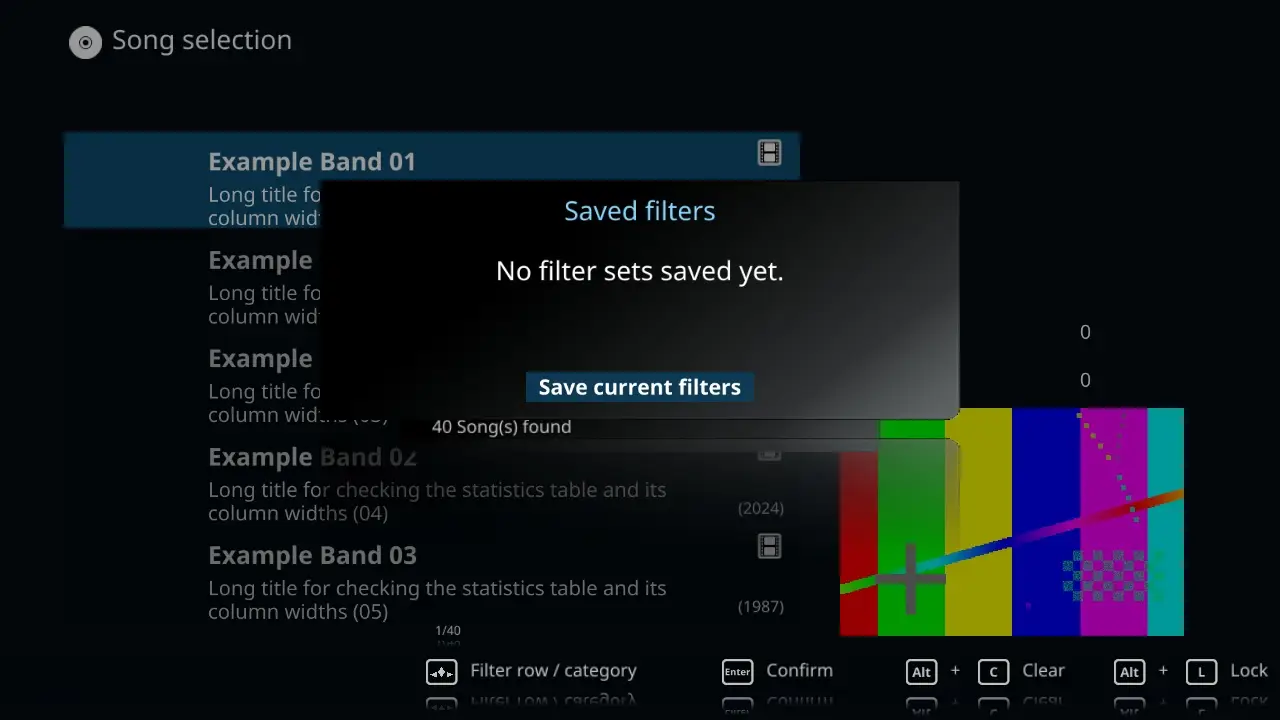 Song selection
Example Band 01
Long title fo
column widt
Saved filters
No filter sets saved yet.
Save current filters
Example
Long title fo
column widt
0
Example
Long title fo
column widths (03)
0
40 Song(s) found
Example Band 02
Long title for checking the statistics table and its
column widths (04)
(2024)
Example Band 03
Long title for checking the statistics table and its
column widths (05)
(1987)
1/40
Filter row / category
Enter Confirm
Alt + C Clear
Alt + L Lock